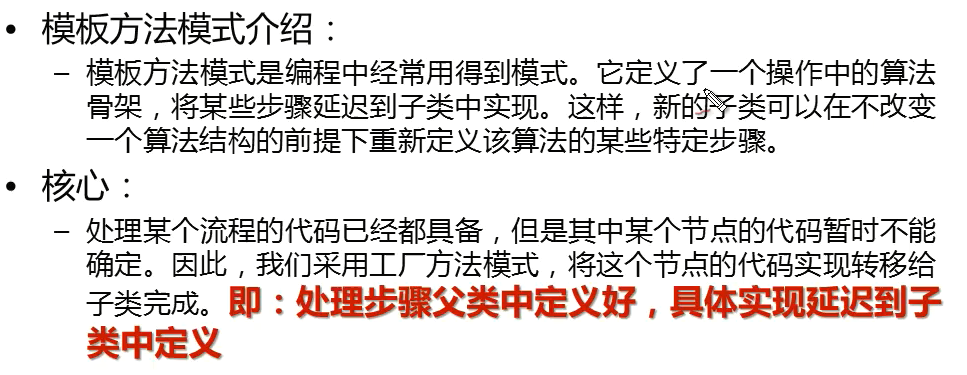 • 模板方法模式介绍：
– 模板方法模式是编程中经常用得到模式。它定义了一个操作中的算法
骨架，将某些步骤延迟到子类中实现。这样，新的子类可以在不改变
一个算法结构的前提下重新定义该算法的某些特定步骤。
• 核心：
– 处理某个流程的代码已经都具备，但是其中某个节点的代码暂时不能
确定。因此，我们采用工厂方法模式，将这个节点的代码实现转移给
子类完成。即：处理步骤父类中定义好，具体实现延迟到子
类中定义